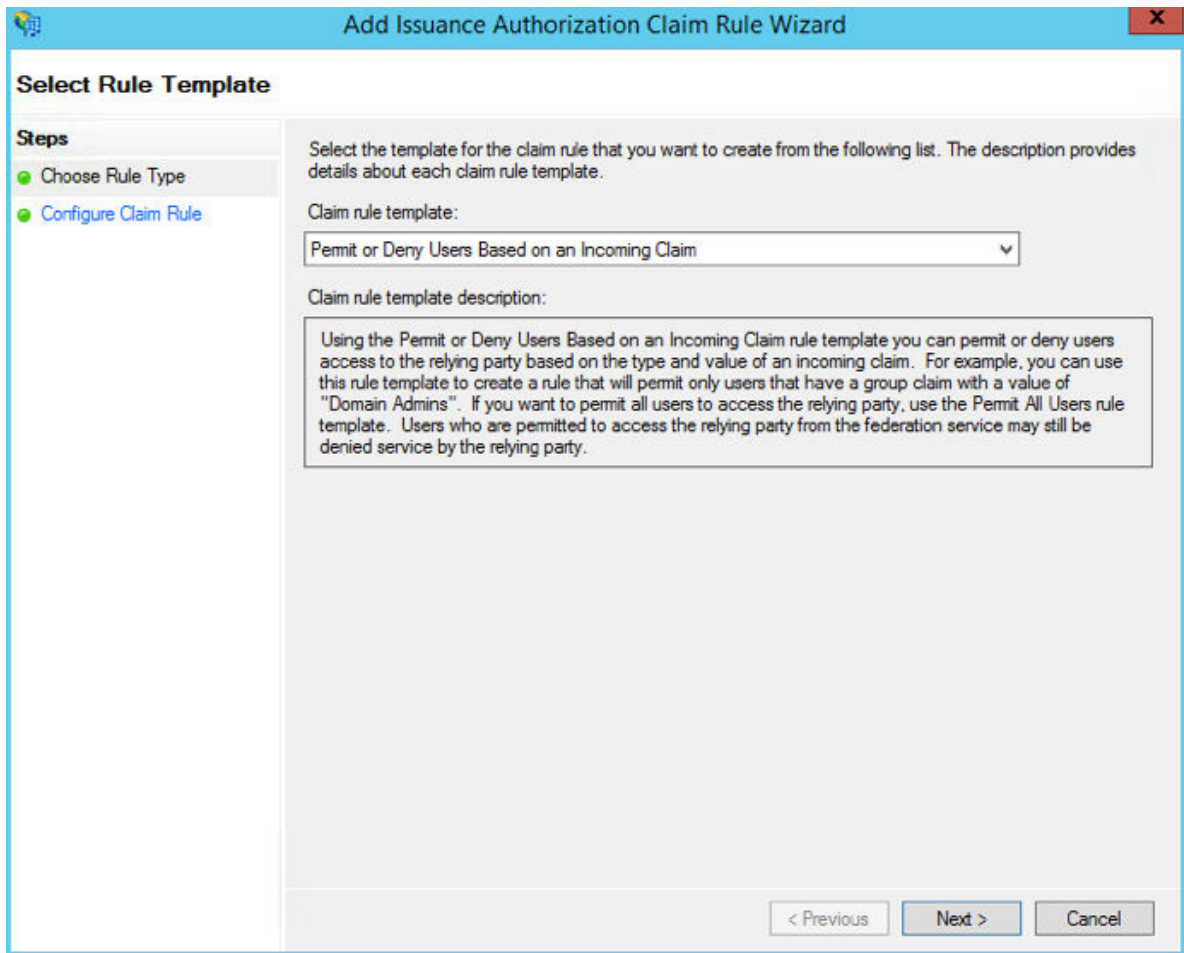 Add Issuance Authorization Claim Rule Wizard
X
Select Rule Template
Steps
Choose Rule Type
Configure Claim Rule
Select the template for the claim rule that you want to create from the following list. The description provides
details about each claim rule template.
Claim rule template:
Permit or Deny Users Based on an Incoming Claim
Claim rule template description:
Using the Permit or Deny Users Based on an Incoming Claim rule template you can permit or deny users
access to the relying party based on the type and value of an incoming claim. For example, you can use
this rule template to create a rule that will permit only users that have a group claim with a value of
"Domain Admins". If you want to permit all users to access the relying party, use the Permit All Users rule
template. Users who are permitted to access the relying party from the federation service may still be
denied service by the relying party.
< Previous
Next >
Cancel